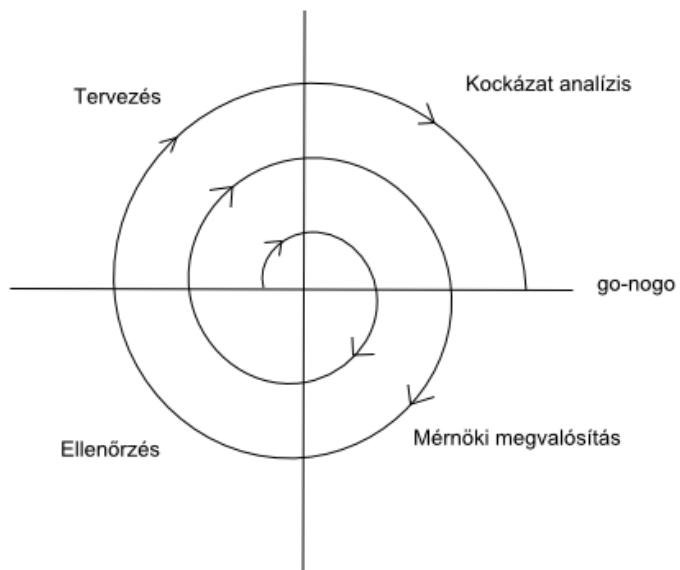 Tervezés
Kockázat analízis
go-nogo
Ellenőrzés
Mérnöki megvalósítás